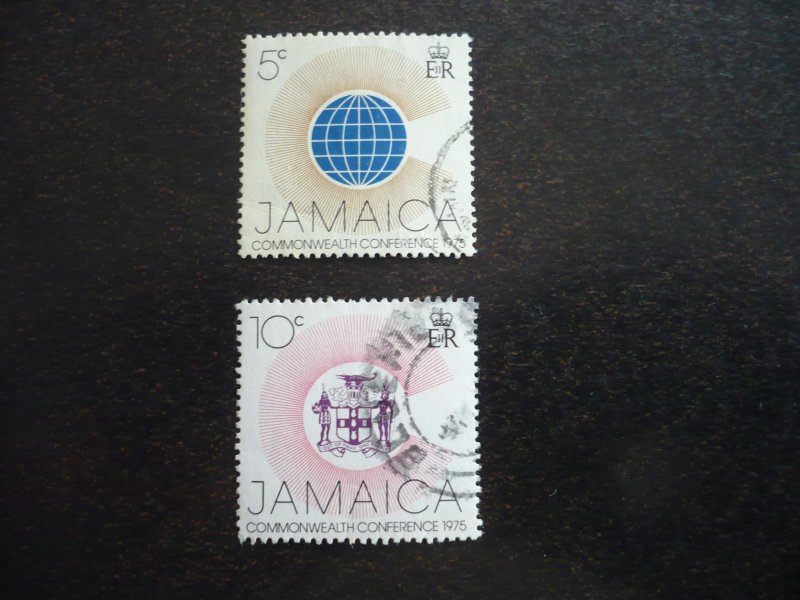 5c
EIIR
JAMAICA
COMMONWEALTH CONFERENCE 1975
10c
EIIR
JAMAICA
COMMONWEALTH CONFERENCE 1975